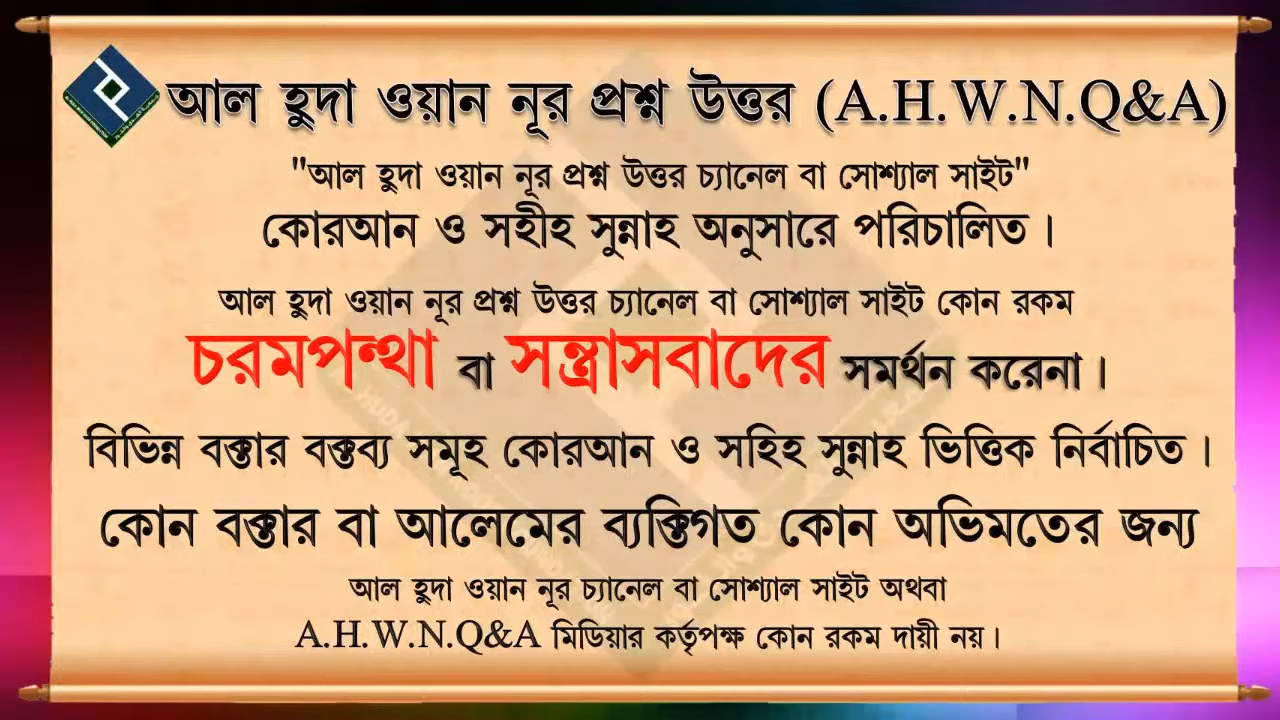 আল হুদা ওয়ান নূর প্রশ্ন উত্তর (A.H.W.N.Q&A)
"আল হুদা ওয়ান নূর প্রশ্ন উত্তর চ্যানেল বা সোশ্যাল সাইট"
কোরআন ও সহীহ সুন্নাহ অনুসারে পরিচালিত।
আল হুদা ওয়ান নূর প্রশ্ন উত্তর চ্যানেল বা সোশ্যাল সাইট কোন রকম
চরমপন্থা বা সন্ত্রাসবাদের সমর্থন করেনা।
বিভিন্ন বক্তার বক্তব্য সমূহ কোরআন ও সহিহ সুন্নাহ ভিত্তিক নির্বাচিত।
কোন বক্তার বা আলেমের ব্যক্তিগত কোন অভিমতের জন্য
আল হুদা ওয়ান নূর চ্যানেল বা সোশ্যাল সাইট অথবা
A.H.W.N.Q&A মিডিয়ার কর্তৃপক্ষ কোন রকম দায়ী নয়।